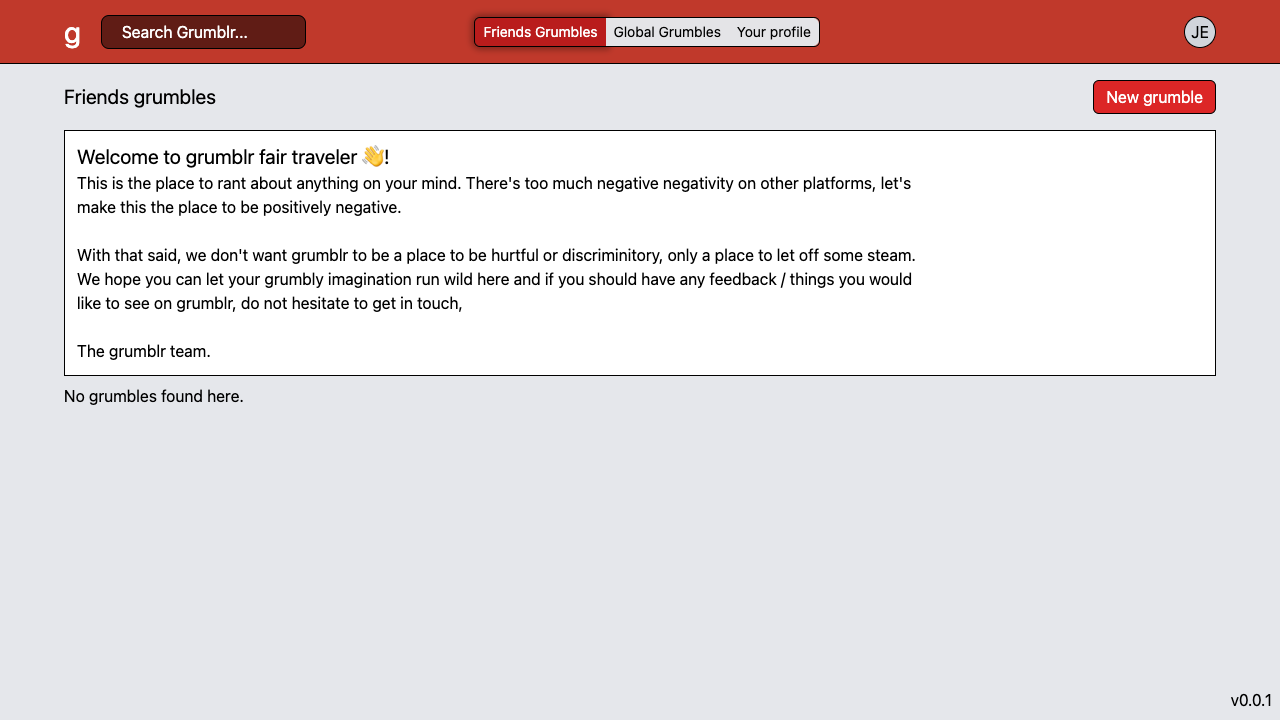 g
Search Grumblr...
Friends Grumbles
Global Grumbles
Your profile
JE
Friends grumbles
New grumble
Welcome to grumblr fair traveler 👋!
This is the place to rant about anything on your mind. There's too much negative negativity on other platforms, let's
make this the place to be positively negative.
With that said, we don't want grumblr to be a place to be hurtful or discriminitory, only a place to let off some steam.
We hope you can let your grumbly imagination run wild here and if you should have any feedback / things you would
like to see on grumblr, do not hesitate to get in touch,
The grumblr team.
No grumbles found here.
v0.0.1